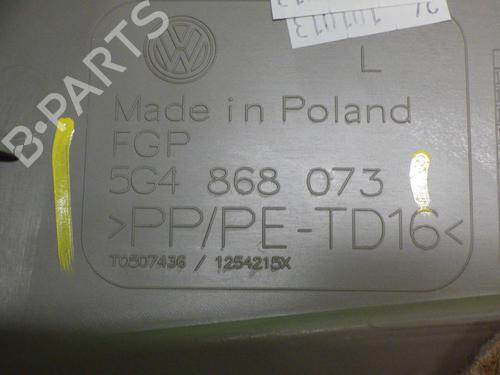 L
Made in Poland
FGP
5G4 868 073
>PP/PE-TD16<
T0507436 / 1254215X
B-PARTS